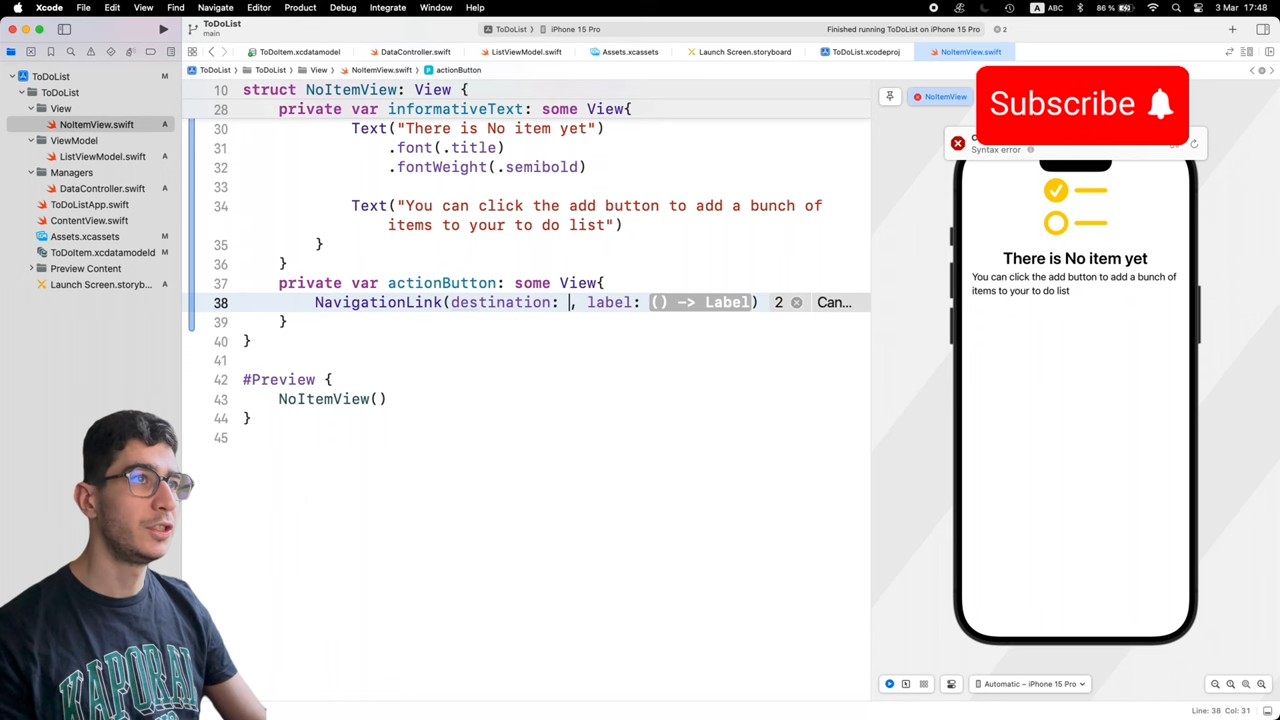 Xcode File Edit View Find Navigate Editor Product Debug Integrate Window Help
A ABC 86 % 3 Mar 17:48
ToDoList
main
ToDoList
iPhone 15 Pro
Finished running ToDoList on iPhone 15 Pro
2
ToDoItem.xcdatamodel
DataController.swift
ListViewModel.swift
Assets.xcassets
Launch Screen.storyboard
ToDoList.xcodeproj
NoItemView.swift
ToDoList
ToDoList
View
NoItemView.swift
actionButton
ToDoList M
ToDoList
View
NoItemView.swift A
ViewModel
ListViewModel.swift A
Managers
DataController.swift A
ToDoListApp.swift A
ContentView.swift A
Assets.xcassets A
ToDoItem.xcdatamodeld A
Preview Content
Launch Screen.storyb... A
10 struct NoItemView: View {
28 private var informativeText: some View{
30 Text("There is No item yet")
31 .font(.title)
32 .fontWeight(.semibold)
33
34 Text("You can click the add button to add a bunch of
items to your to do list")
35 }
36 }
37 private var actionButton: some View{
38 NavigationLink(destination: , label: () -> Label) 2 Can...
39 }
40 }
41
42 #Preview {
43 NoItemView()
44 }
45
NoItemView
Subscribe
Syntax error
There is No item yet
You can click the add button to add a bunch of
items to your to do list
KAPORAL
Automatic – iPhone 15 Pro
Line: 38 Col: 31